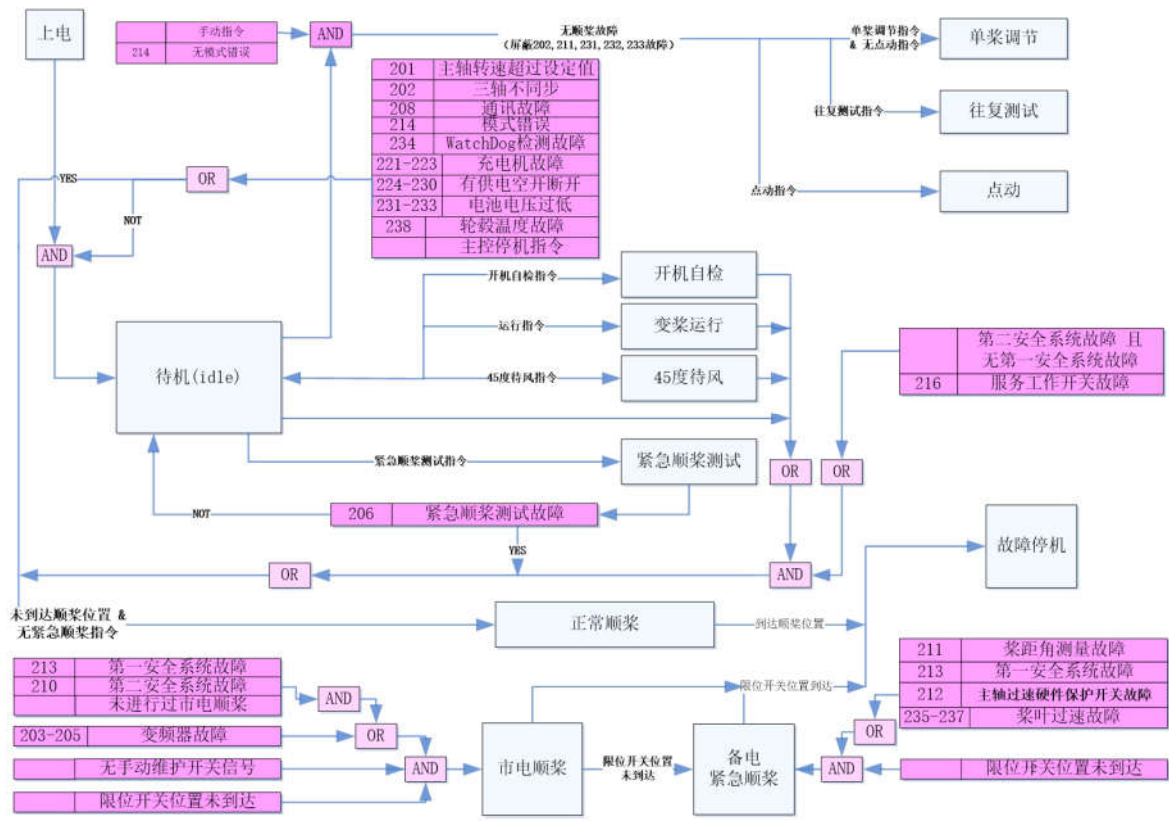 上电
手动指令
214 无模式错误
AND
无顺桨故障
（屏蔽202, 211, 231, 232, 233故障）
单桨调节指令
& 无点动指令
单桨调节
往复测试指令
往复测试
点动指令
点动
201 主轴转速超过设定值
202 三轴不同步
208 通讯故障
214 模式错误
234 WatchDog检测故障
221-223 充电机故障
224-230 有供电空开断开
231-233 电池电压过低
238 轮毂温度故障
主控停机指令
YES
OR
NOT
AND
开机自检指令
开机自检
运行指令
变桨运行
待机(idle)
45度待风指令
45度待风
第二安全系统故障 且
无第一安全系统故障
216 服务工作开关故障
紧急顺桨测试指令
紧急顺桨测试
OR
OR
NOT
206 紧急顺桨测试故障
YES
OR
AND
故障停机
未到达顺桨位置 &
无紧急顺桨指令
正常顺桨
到达顺桨位置
213 第一安全系统故障
210 第二安全系统故障
未进行过市电顺桨
AND
203-205 变频器故障
OR
无手动维护开关信号
AND
限位开关位置未到达
市电顺桨
限位开关位置
未到达
限位开关位置到达
备电
紧急顺桨
211 桨距角测量故障
213 第一安全系统故障
212 主轴过速硬件保护开关故障
235-237 桨叶过速故障
OR
AND
限位开关位置未到达